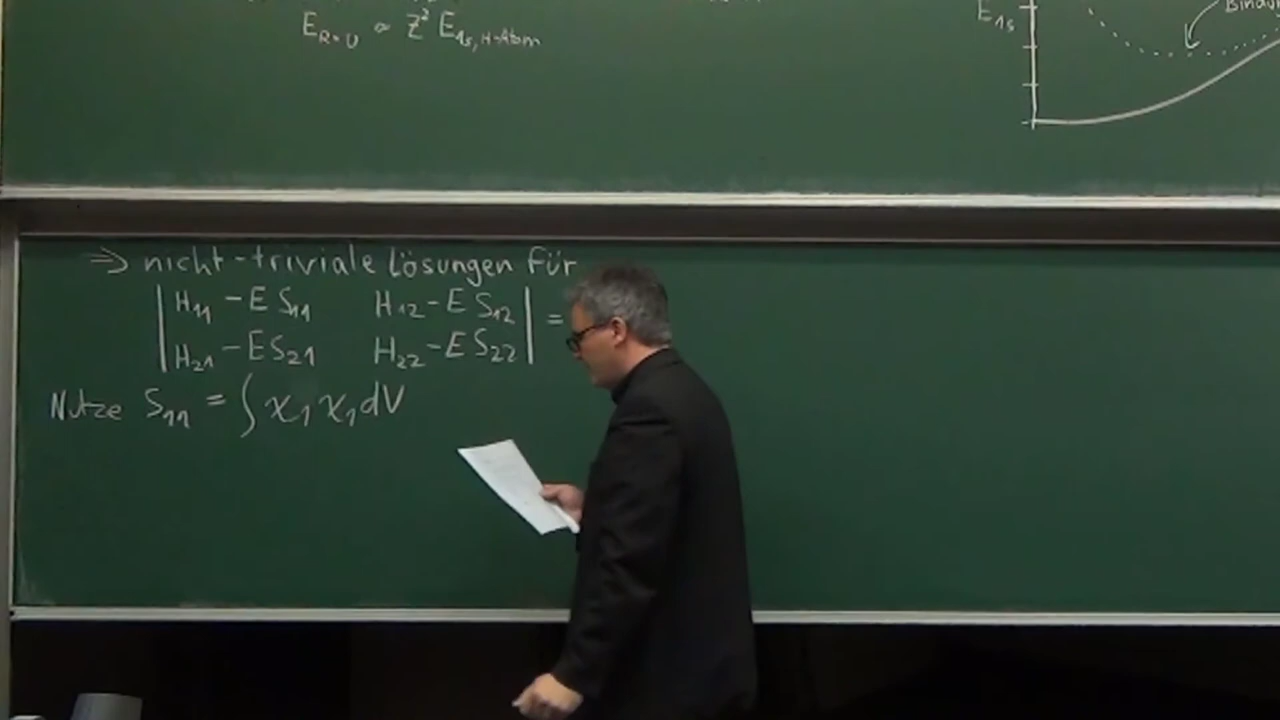 E_{R=0} ∝ Z² E_{1s, H-Atom}
E_{1s}
⇒ nicht-triviale Lösungen für
| H₁₁ - E S₁₁ H₁₂ - E S₁₂ | =
| H₂₁ - E S₂₁ H₂₂ - E S₂₂ |
Nutze S₁₁ = ∫ χ₁ χ₁ dV